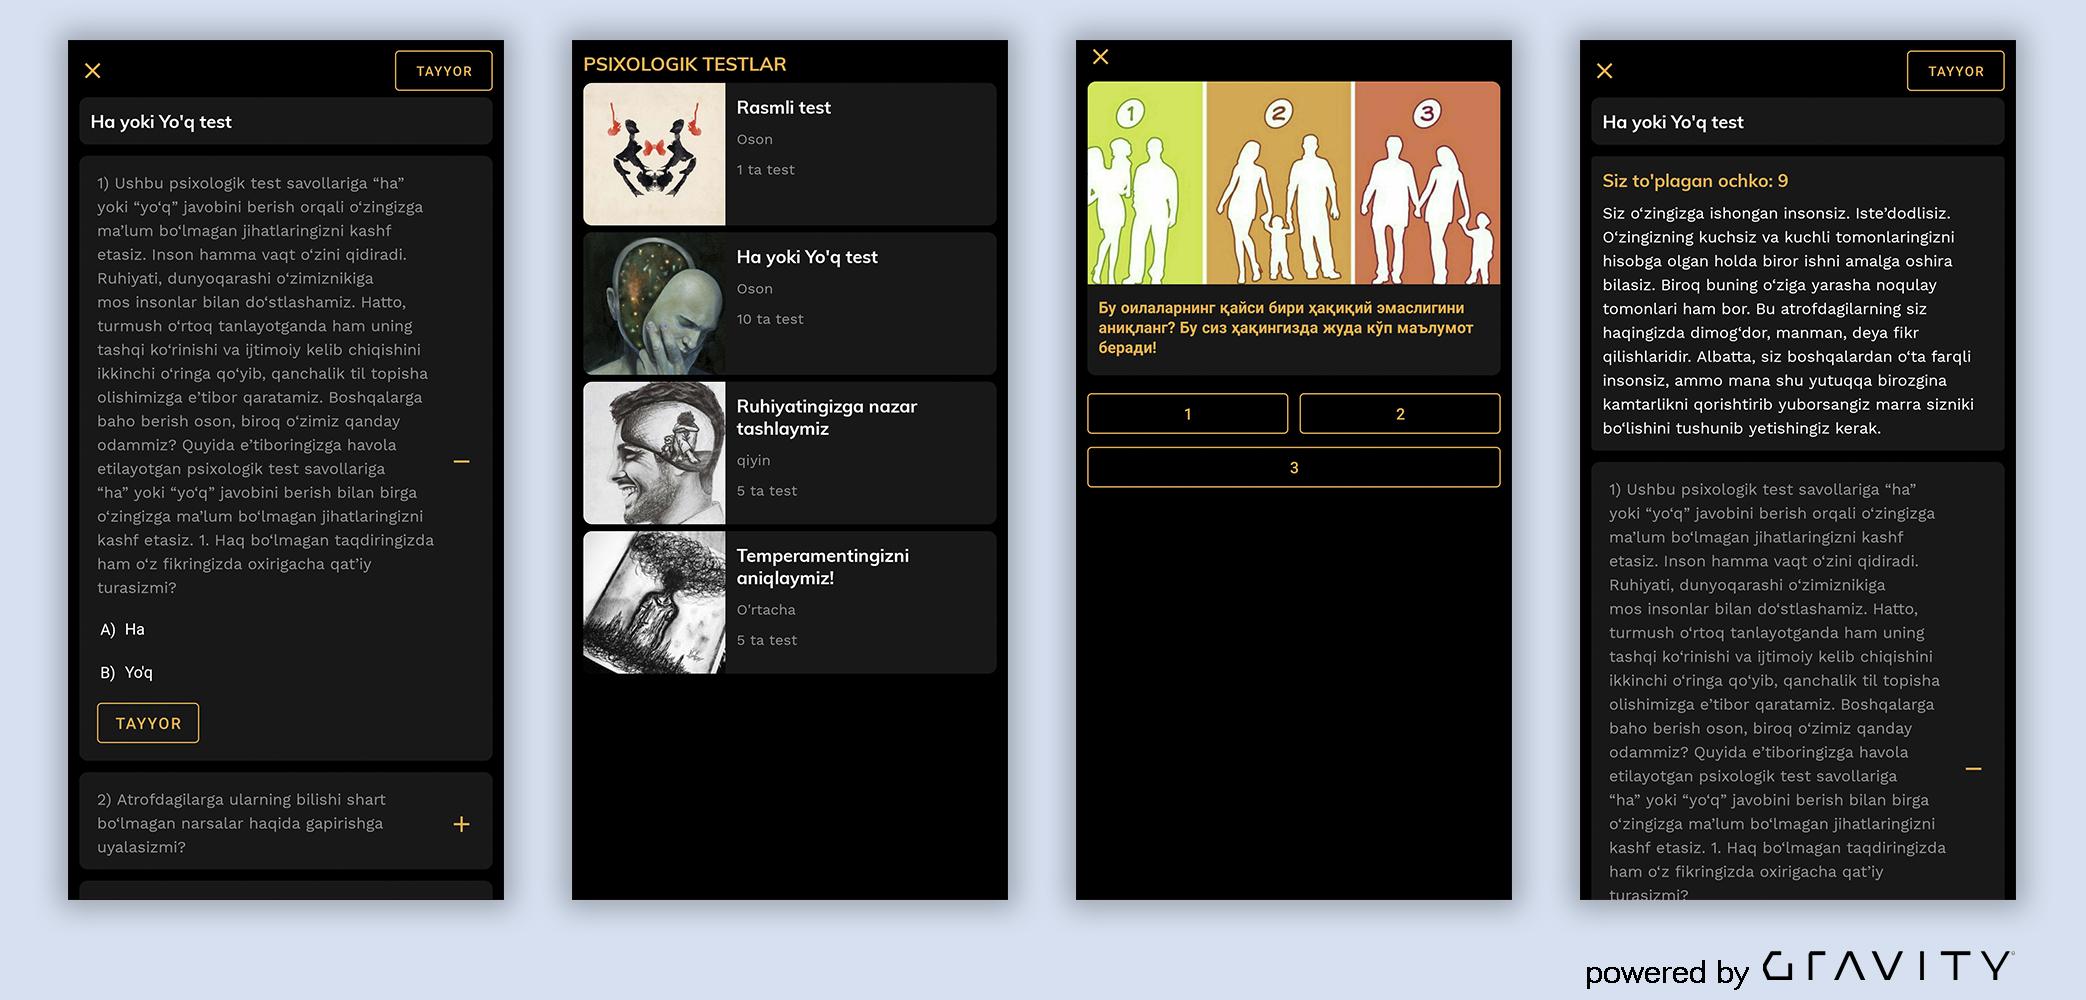 TAYYOR
Ha yoki Yo'q test
1) Ushbu psixologik test savollariga “ha”
yoki “yo‘q” javobini berish orqali o‘zingizga
ma’lum bo‘lmagan jihatlaringizni kashf
etasiz. Inson hamma vaqt o‘zini qidiradi.
Ruhiyati, dunyoqarashi o‘zimiznikiga
mos insonlar bilan do‘stlashamiz. Hatto,
turmush o‘rtoq tanlayotganda ham uning
tashqi ko‘rinishi va ijtimoiy kelib chiqishini
ikkinchi o‘ringa qo‘yib, qanchalik til topisha
olishimizga e’tibor qaratamiz. Boshqalarga
baho berish oson, biroq o‘zimiz qanday
odammiz? Quyida e’tiboringizga havola
etilayotgan psixologik test savollariga
“ha” yoki “yo‘q” javobini berish bilan birga
o‘zingizga ma’lum bo‘lmagan jihatlaringizni
kashf etasiz. 1. Haq bo‘lmagan taqdiringizda
ham o‘z fikringizda oxirigacha qat’iy
turasizmi?
A) Ha
B) Yo'q
TAYYOR
2) Atrofdagilarga ularning bilishi shart
bo‘lmagan narsalar haqida gapirishga
uyalasizmi?
PSIXOLOGIK TESTLAR
Rasmli test
Oson
1 ta test
Ha yoki Yo'q test
Oson
10 ta test
Ruhiyatingizga nazar
tashlaymiz
qiyin
5 ta test
Temperamentingizni
aniqlaymiz!
O'rtacha
5 ta test
1 2 3
Бу оилаларнинг қайси бири ҳақиқий эмаслигини
аниқланг? Бу сиз ҳақингизда жуда кўп маълумот
беради!
1 2
3
TAYYOR
Ha yoki Yo'q test
Siz to'plagan ochko: 9
Siz o‘zingizga ishongan insonsiz. Iste’dodlisiz.
O‘zingizning kuchsiz va kuchli tomonlaringizni
hisobga olgan holda biror ishni amalga oshira
bilasiz. Biroq buning o‘ziga yarasha noqulay
tomonlari ham bor. Bu atrofdagilarning siz
haqingizda dimog‘dor, manman, deya fikr
qilishlaridir. Albatta, siz boshqalardan o‘ta farqli
insonsiz, ammo mana shu yutuqqa birozgina
kamtarlikni qorishtirib yuborsangiz marra sizniki
bo‘lishini tushunib yetishingiz kerak.
1) Ushbu psixologik test savollariga “ha”
yoki “yo‘q” javobini berish orqali o‘zingizga
ma’lum bo‘lmagan jihatlaringizni kashf
etasiz. Inson hamma vaqt o‘zini qidiradi.
Ruhiyati, dunyoqarashi o‘zimiznikiga
mos insonlar bilan do‘stlashamiz. Hatto,
turmush o‘rtoq tanlayotganda ham uning
tashqi ko‘rinishi va ijtimoiy kelib chiqishini
ikkinchi o‘ringa qo‘yib, qanchalik til topisha
olishimizga e’tibor qaratamiz. Boshqalarga
baho berish oson, biroq o‘zimiz qanday
odammiz? Quyida e’tiboringizga havola
etilayotgan psixologik test savollariga
“ha” yoki “yo‘q” javobini berish bilan birga
o‘zingizga ma’lum bo‘lmagan jihatlaringizni
kashf etasiz. 1. Haq bo‘lmagan taqdiringizda
ham o‘z fikringizda oxirigacha qat’iy
turasizmi?
powered by GRAVITY